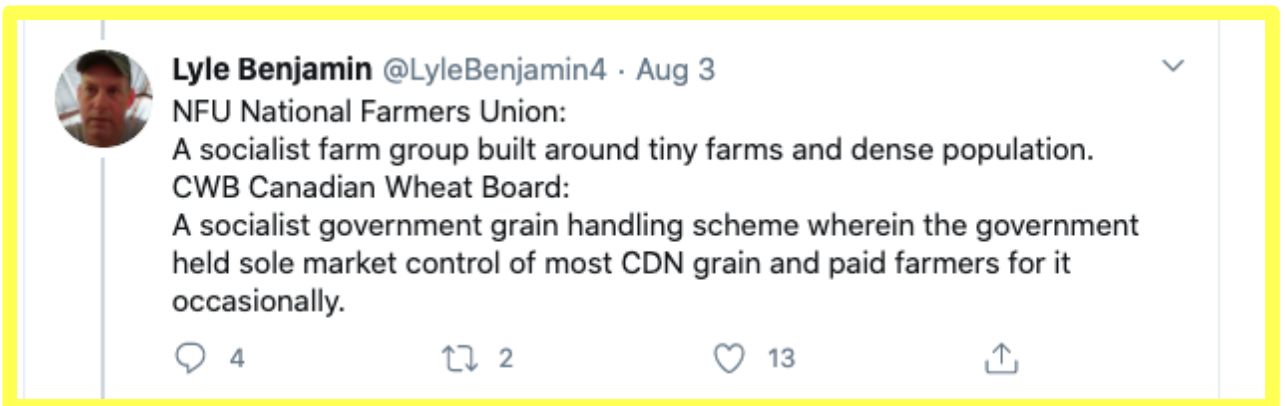 Lyle Benjamin @LyleBenjamin4 · Aug 3
NFU National Farmers Union:
A socialist farm group built around tiny farms and dense population.
CWB Canadian Wheat Board:
A socialist government grain handling scheme wherein the government
held sole market control of most CDN grain and paid farmers for it
occasionally.
4 2 13